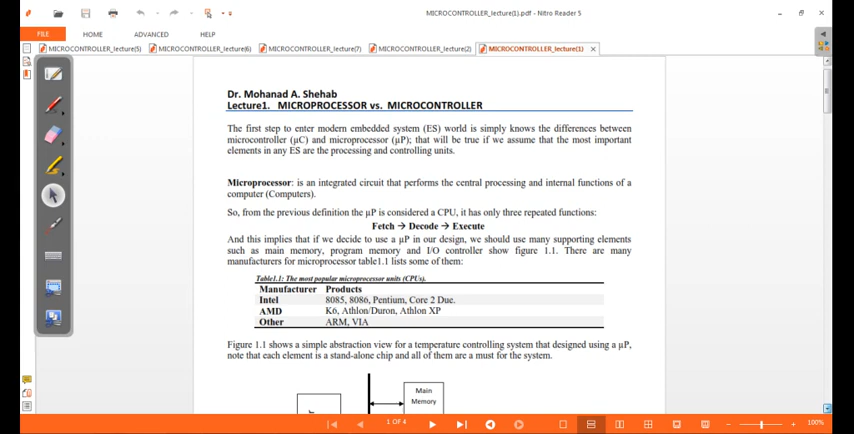 MICROCONTROLLER_lecture(1).pdf - Nitro Reader 5
FILE HOME ADVANCED HELP
MICROCONTROLLER_lecture(5) MICROCONTROLLER_lecture(6) MICROCONTROLLER_lecture(7) MICROCONTROLLER_lecture(2) MICROCONTROLLER_lecture(1)
Dr. Mohanad A. Shehab
Lecture1. MICROPROCESSOR vs. MICROCONTROLLER
The first step to enter modern embedded system (ES) world is simply knows the differences between
microcontroller (µC) and microprocessor (µP); that will be true if we assume that the most important
elements in any ES are the processing and controlling units.
Microprocessor: is an integrated circuit that performs the central processing and internal functions of a
computer (Computers).
So, from the previous definition the µP is considered a CPU, it has only three repeated functions:
Fetch → Decode → Execute
And this implies that if we decide to use a µP in our design, we should use many supporting elements
such as main memory, program memory and I/O controller show figure 1.1. There are many
manufacturers for microprocessor table1.1 lists some of them:
Table1.1: The most popular microprocessor units (CPUs).
Manufacturer Products
Intel 8085, 8086, Pentium, Core 2 Due.
AMD K6, Athlon/Duron, Athlon XP
Other ARM, VIA
Figure 1.1 shows a simple abstraction view for a temperature controlling system that designed using a µP,
note that each element is a stand-alone chip and all of them are a must for the system.
Main
Memory
1 OF 4
100%